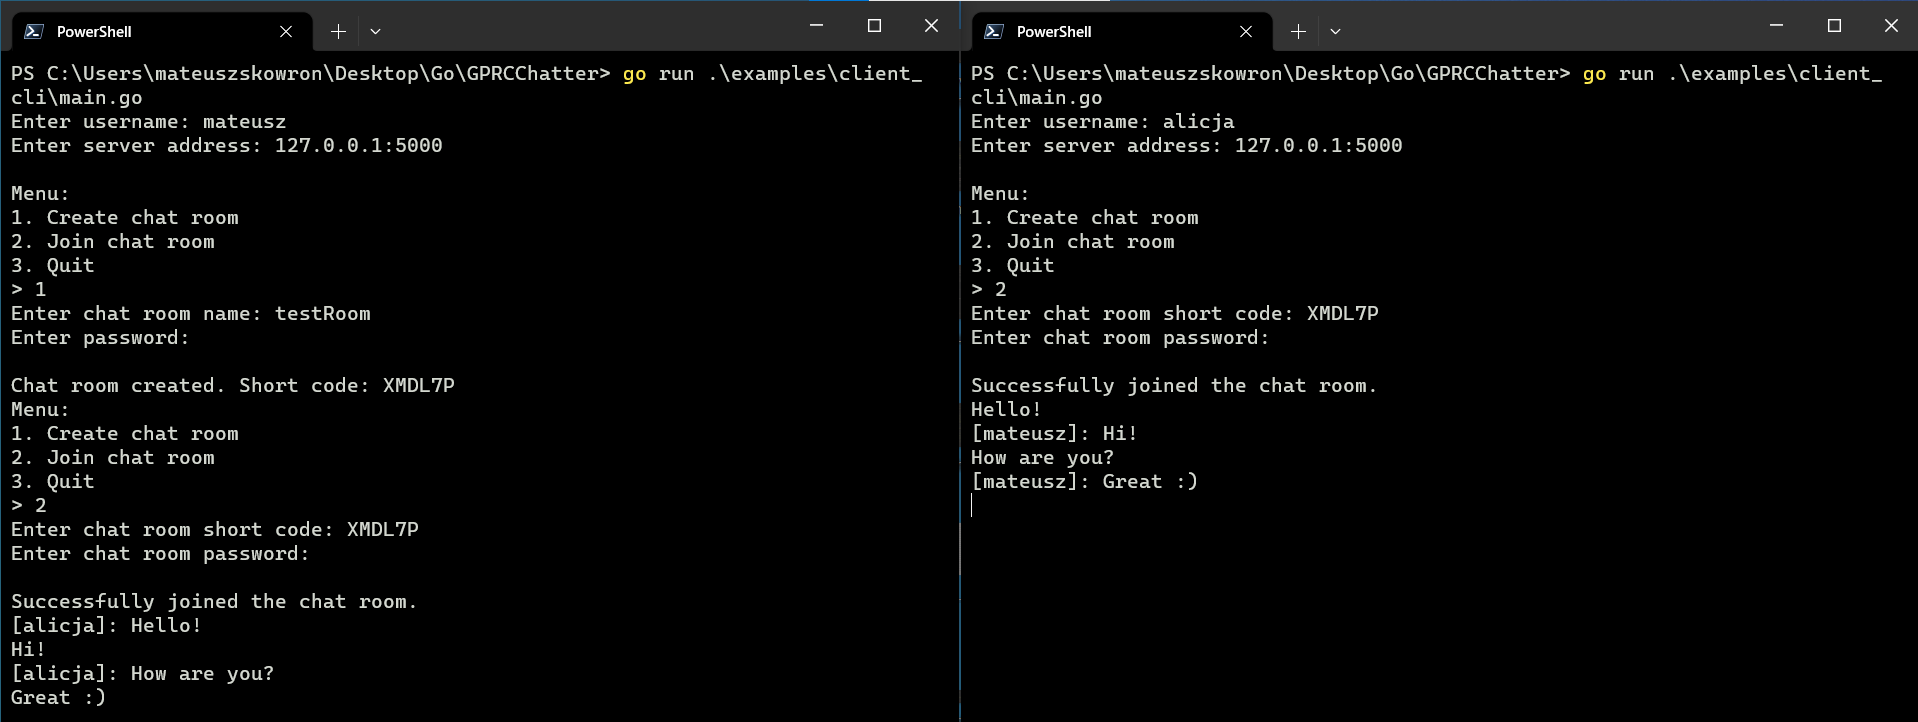 PowerShell
PS C:\Users\mateuszskowron\Desktop\Go\GPRCChatter> go run .\examples\client_
cli\main.go
Enter username: mateusz
Enter server address: 127.0.0.1:5000
Menu:
1. Create chat room
2. Join chat room
3. Quit
> 1
Enter chat room name: testRoom
Enter password:
Chat room created. Short code: XMDL7P
Menu:
1. Create chat room
2. Join chat room
3. Quit
> 2
Enter chat room short code: XMDL7P
Enter chat room password:
Successfully joined the chat room.
[alicja]: Hello!
Hi!
[alicja]: How are you?
Great :)
PowerShell
PS C:\Users\mateuszskowron\Desktop\Go\GPRCChatter> go run .\examples\client_
cli\main.go
Enter username: alicja
Enter server address: 127.0.0.1:5000
Menu:
1. Create chat room
2. Join chat room
3. Quit
> 2
Enter chat room short code: XMDL7P
Enter chat room password:
Successfully joined the chat room.
Hello!
[mateusz]: Hi!
How are you?
[mateusz]: Great :)